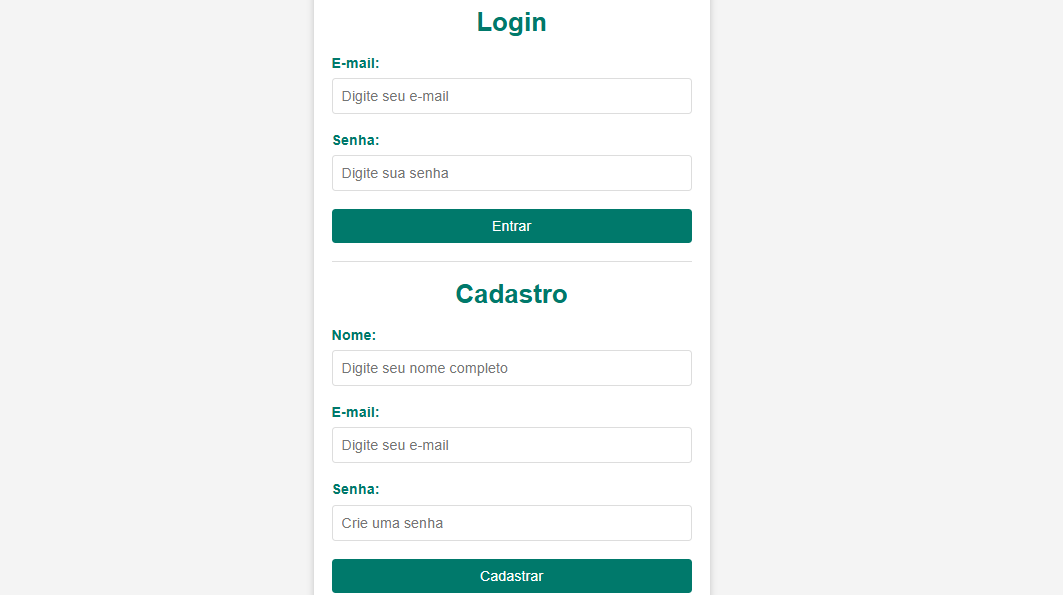 Login
E-mail:
Digite seu e-mail
Senha:
Digite sua senha
Entrar
Cadastro
Nome:
Digite seu nome completo
E-mail:
Digite seu e-mail
Senha:
Crie uma senha
Cadastrar